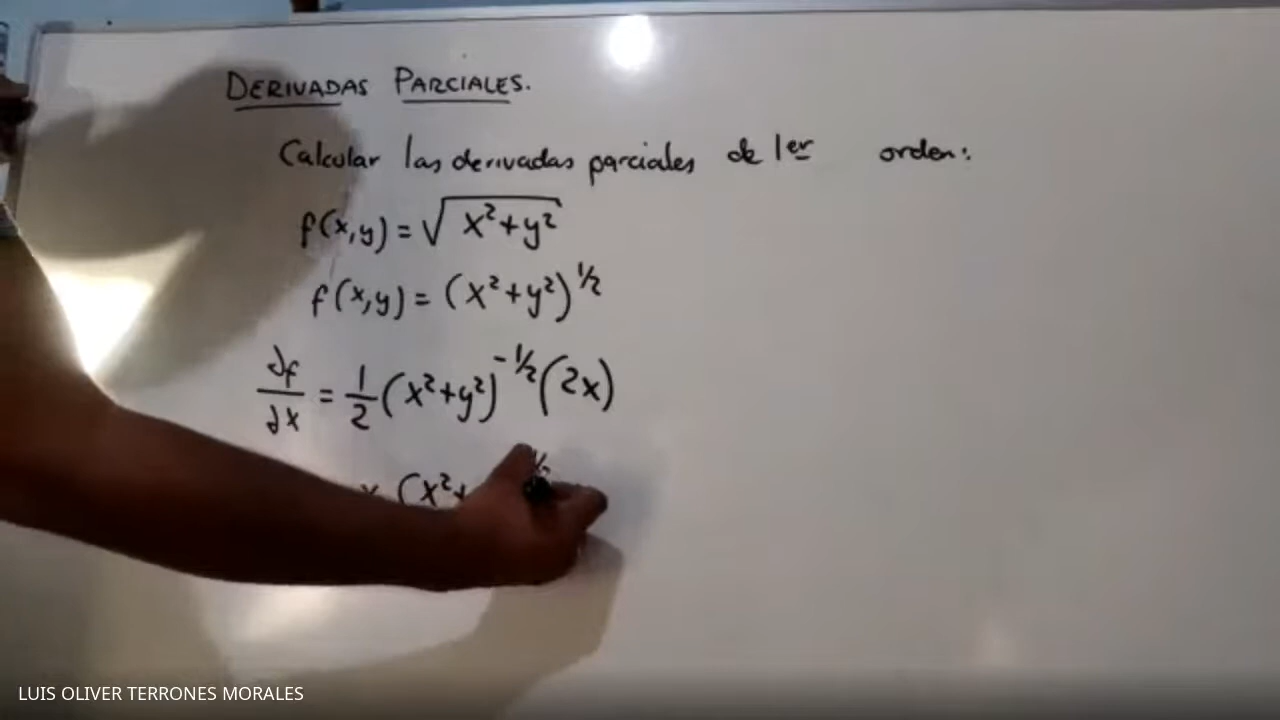 DERIVADAS PARCIALES.
Calcular las derivadas parciales de 1er orden:
f(x,y) = √(x²+y²)
f(x,y) = (x²+y²)^½
∂f/∂x = 1/2 (x²+y²)^-½ (2x)
x (x²+
LUIS OLIVER TERRONES MORALES